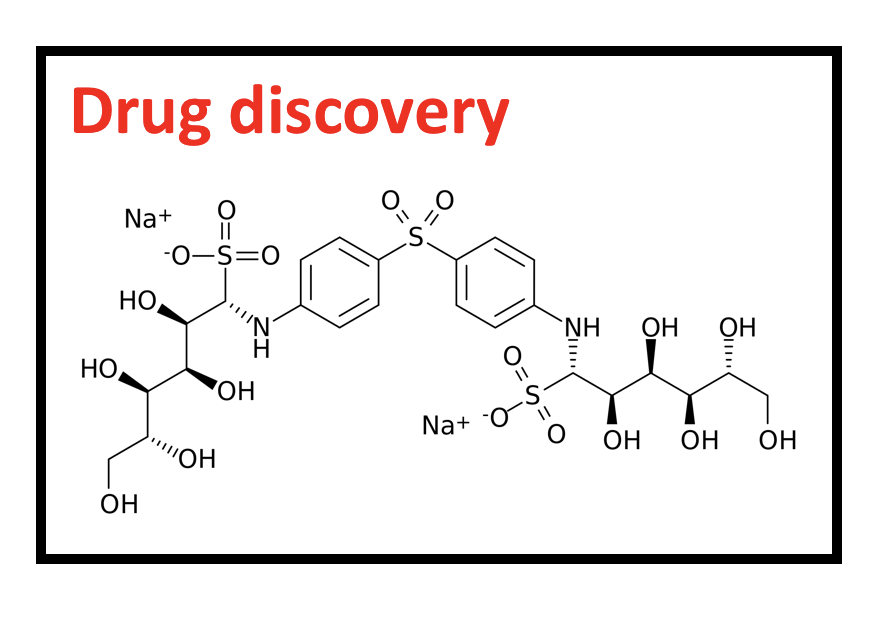 Drug discovery
O O
Na+ O S
-O S O
HO N H NH OH OH
O
HO OH S
Na+ -O O OH OH OH
OH
OH